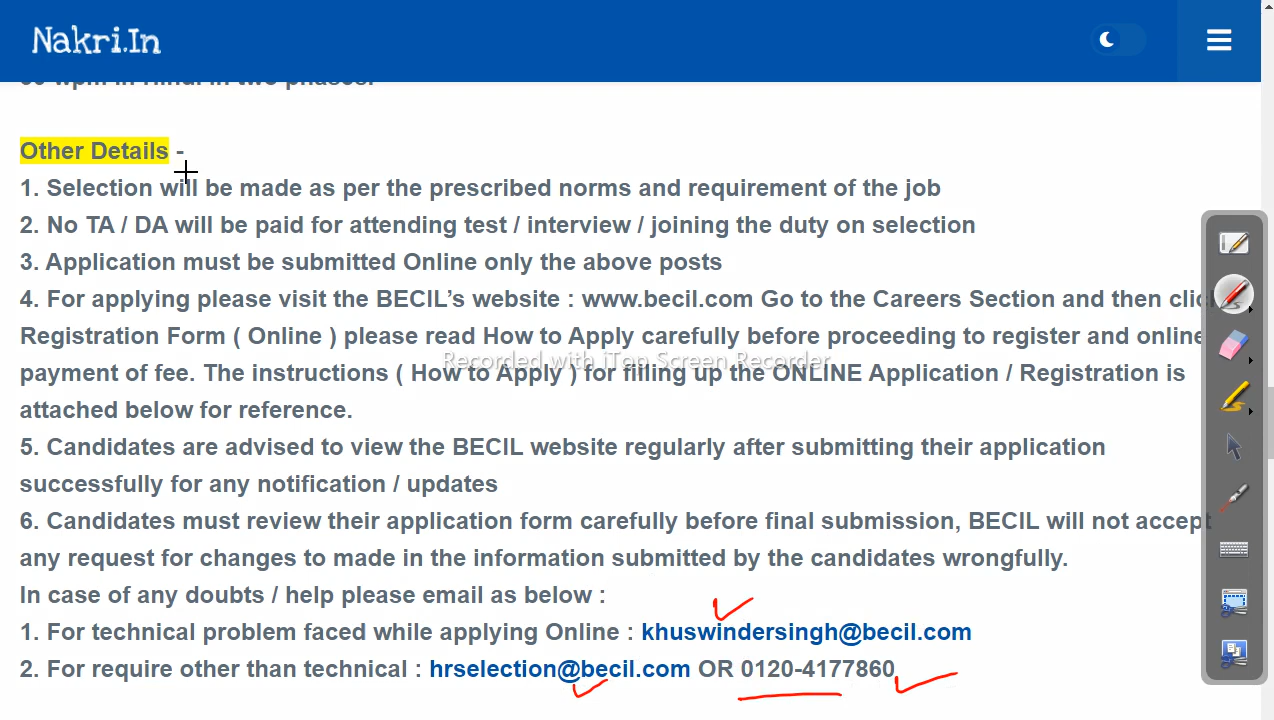 Nakri.In
30 wpm in Hindi in two phases.
Other Details -
1. Selection will be made as per the prescribed norms and requirement of the job
2. No TA / DA will be paid for attending test / interview / joining the duty on selection
3. Application must be submitted Online only the above posts
4. For applying please visit the BECIL’s website : www.becil.com Go to the Careers Section and then click
Registration Form ( Online ) please read How to Apply carefully before proceeding to register and online
Recorded with iTop Screen Recorder
payment of fee. The instructions ( How to Apply ) for filling up the ONLINE Application / Registration is
attached below for reference.
5. Candidates are advised to view the BECIL website regularly after submitting their application
successfully for any notification / updates
6. Candidates must review their application form carefully before final submission, BECIL will not accept
any request for changes to made in the information submitted by the candidates wrongfully.
In case of any doubts / help please email as below :
1. For technical problem faced while applying Online : khuswindersingh@becil.com
2. For require other than technical : hrselection@becil.com OR 0120-4177860